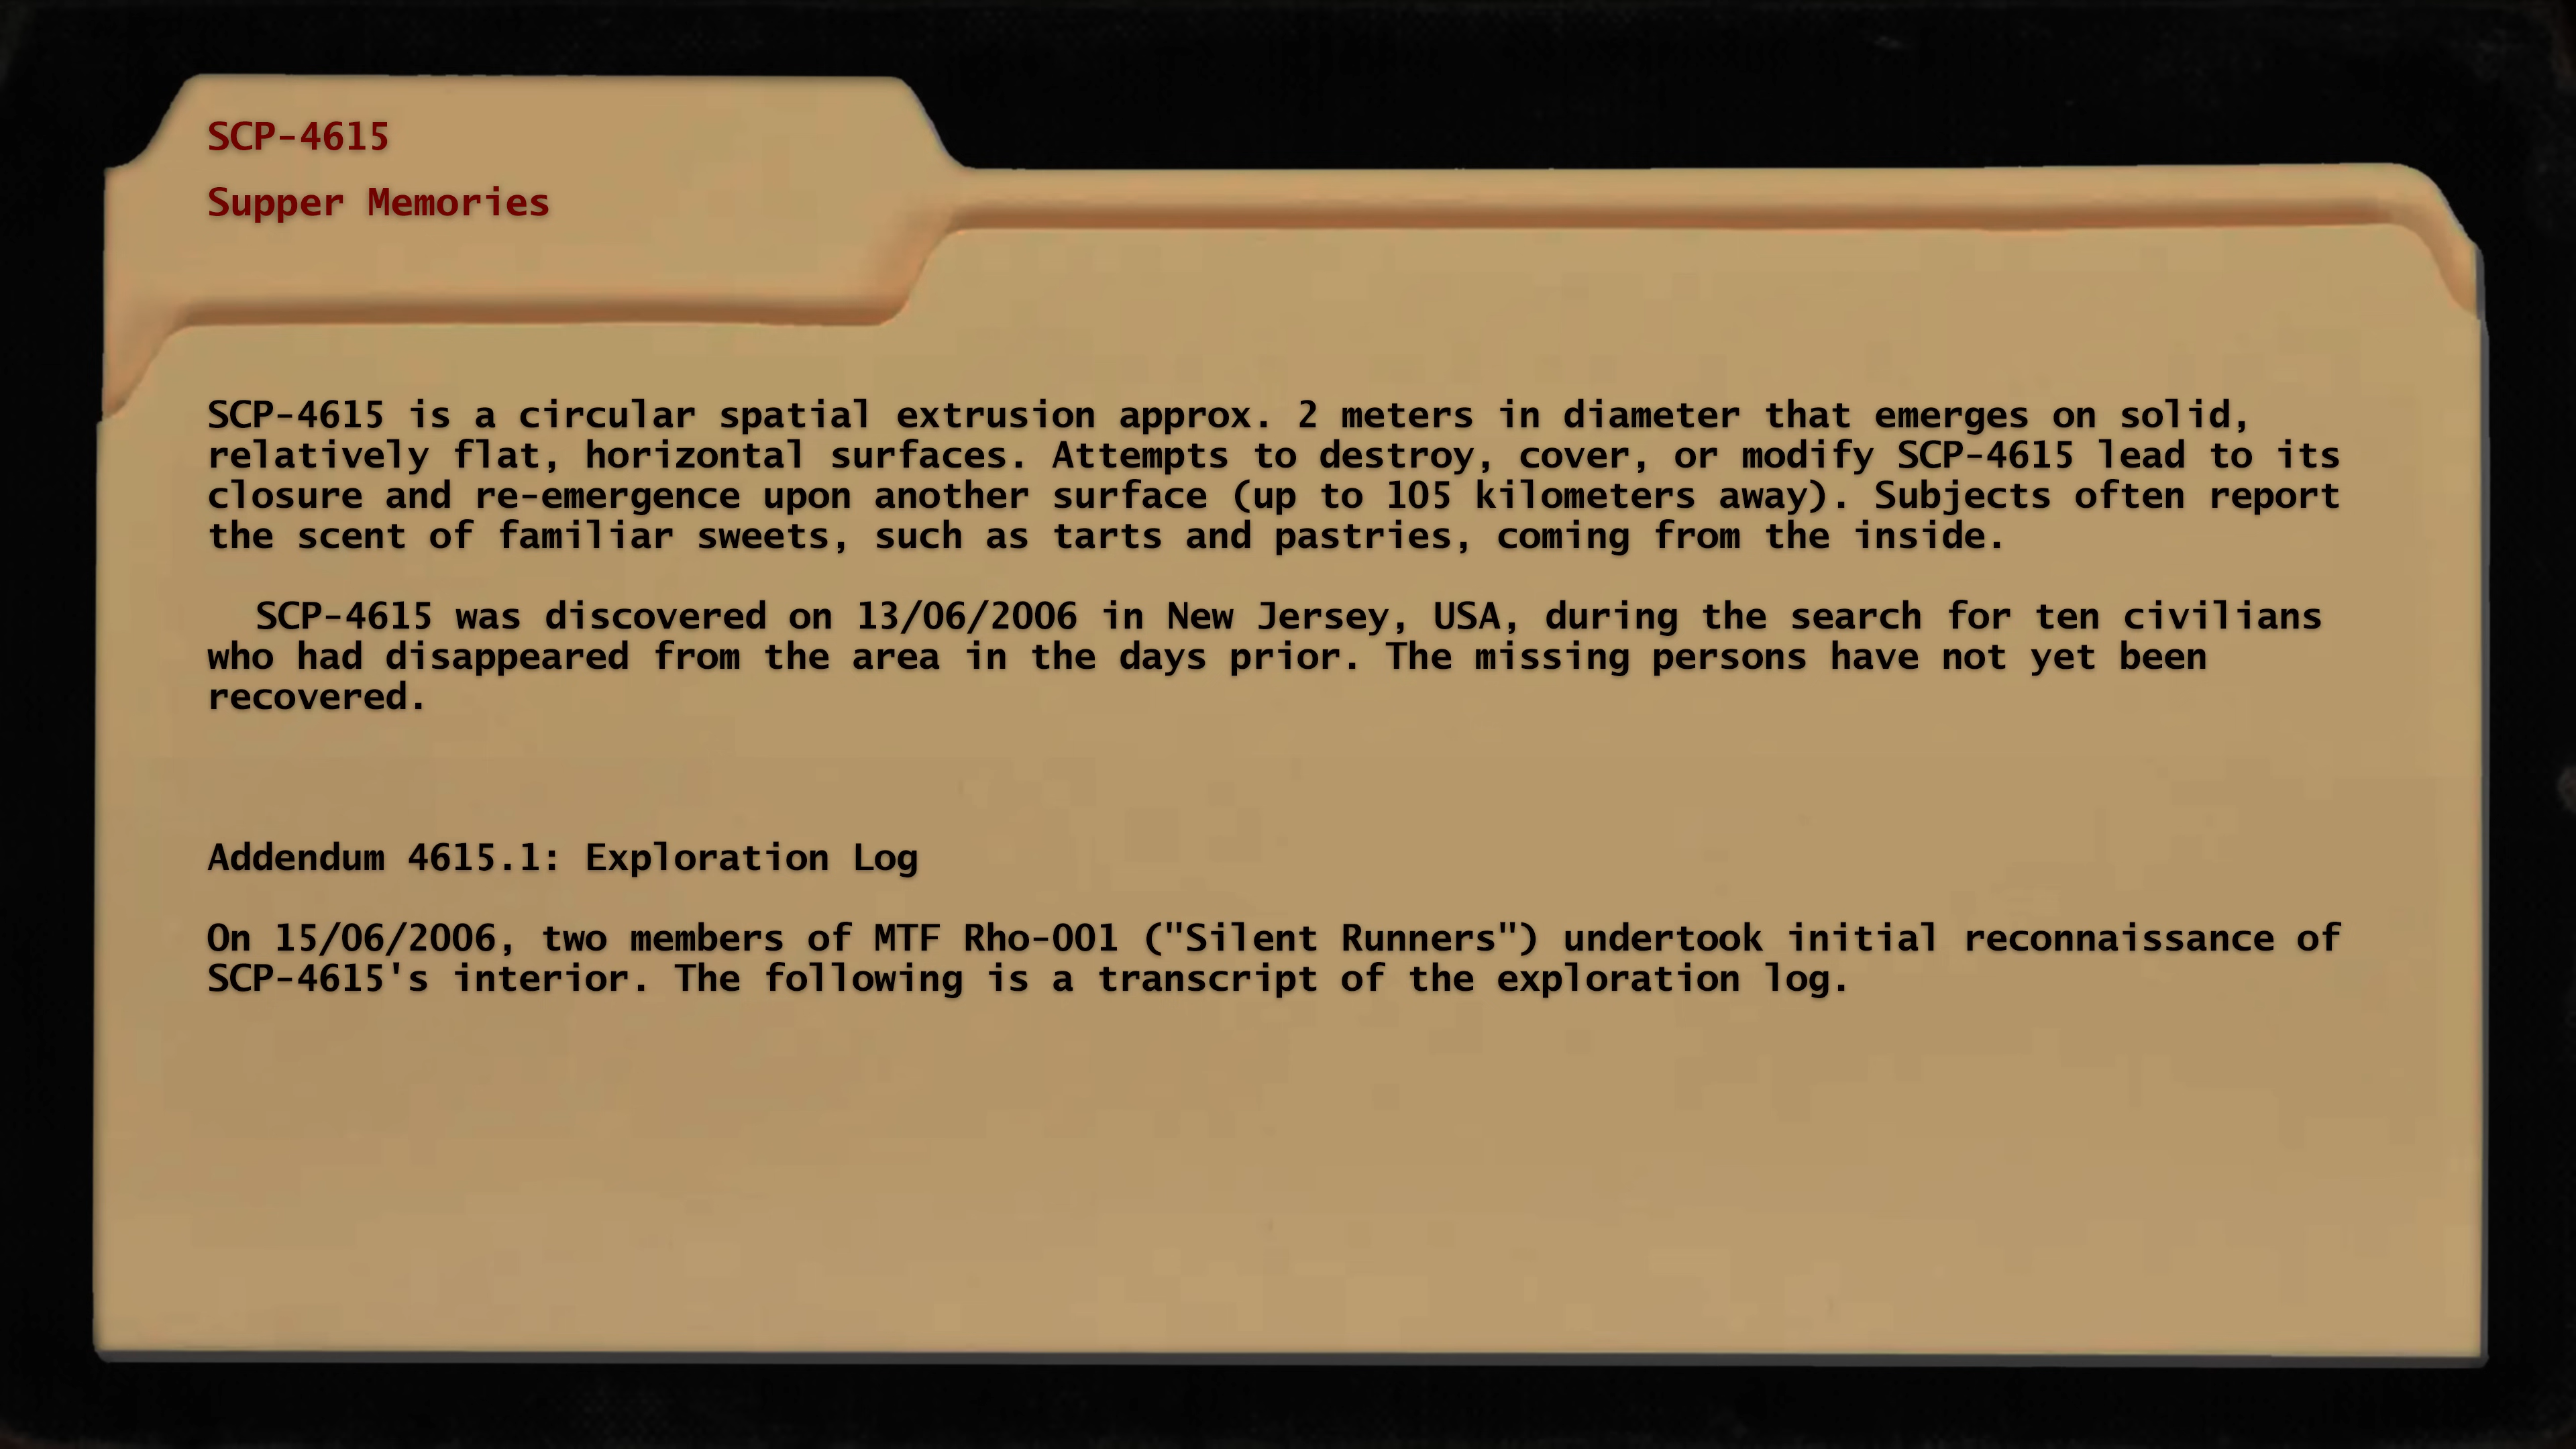 SCP-4615
Supper Memories
SCP-4615 is a circular spatial extrusion approx. 2 meters in diameter that emerges on solid,
relatively flat, horizontal surfaces. Attempts to destroy, cover, or modify SCP-4615 lead to its
closure and re-emergence upon another surface (up to 105 kilometers away). Subjects often report
the scent of familiar sweets, such as tarts and pastries, coming from the inside.
SCP-4615 was discovered on 13/06/2006 in New Jersey, USA, during the search for ten civilians
who had disappeared from the area in the days prior. The missing persons have not yet been
recovered.
Addendum 4615.1: Exploration Log
On 15/06/2006, two members of MTF Rho-001 ("Silent Runners") undertook initial reconnaissance of
SCP-4615's interior. The following is a transcript of the exploration log.